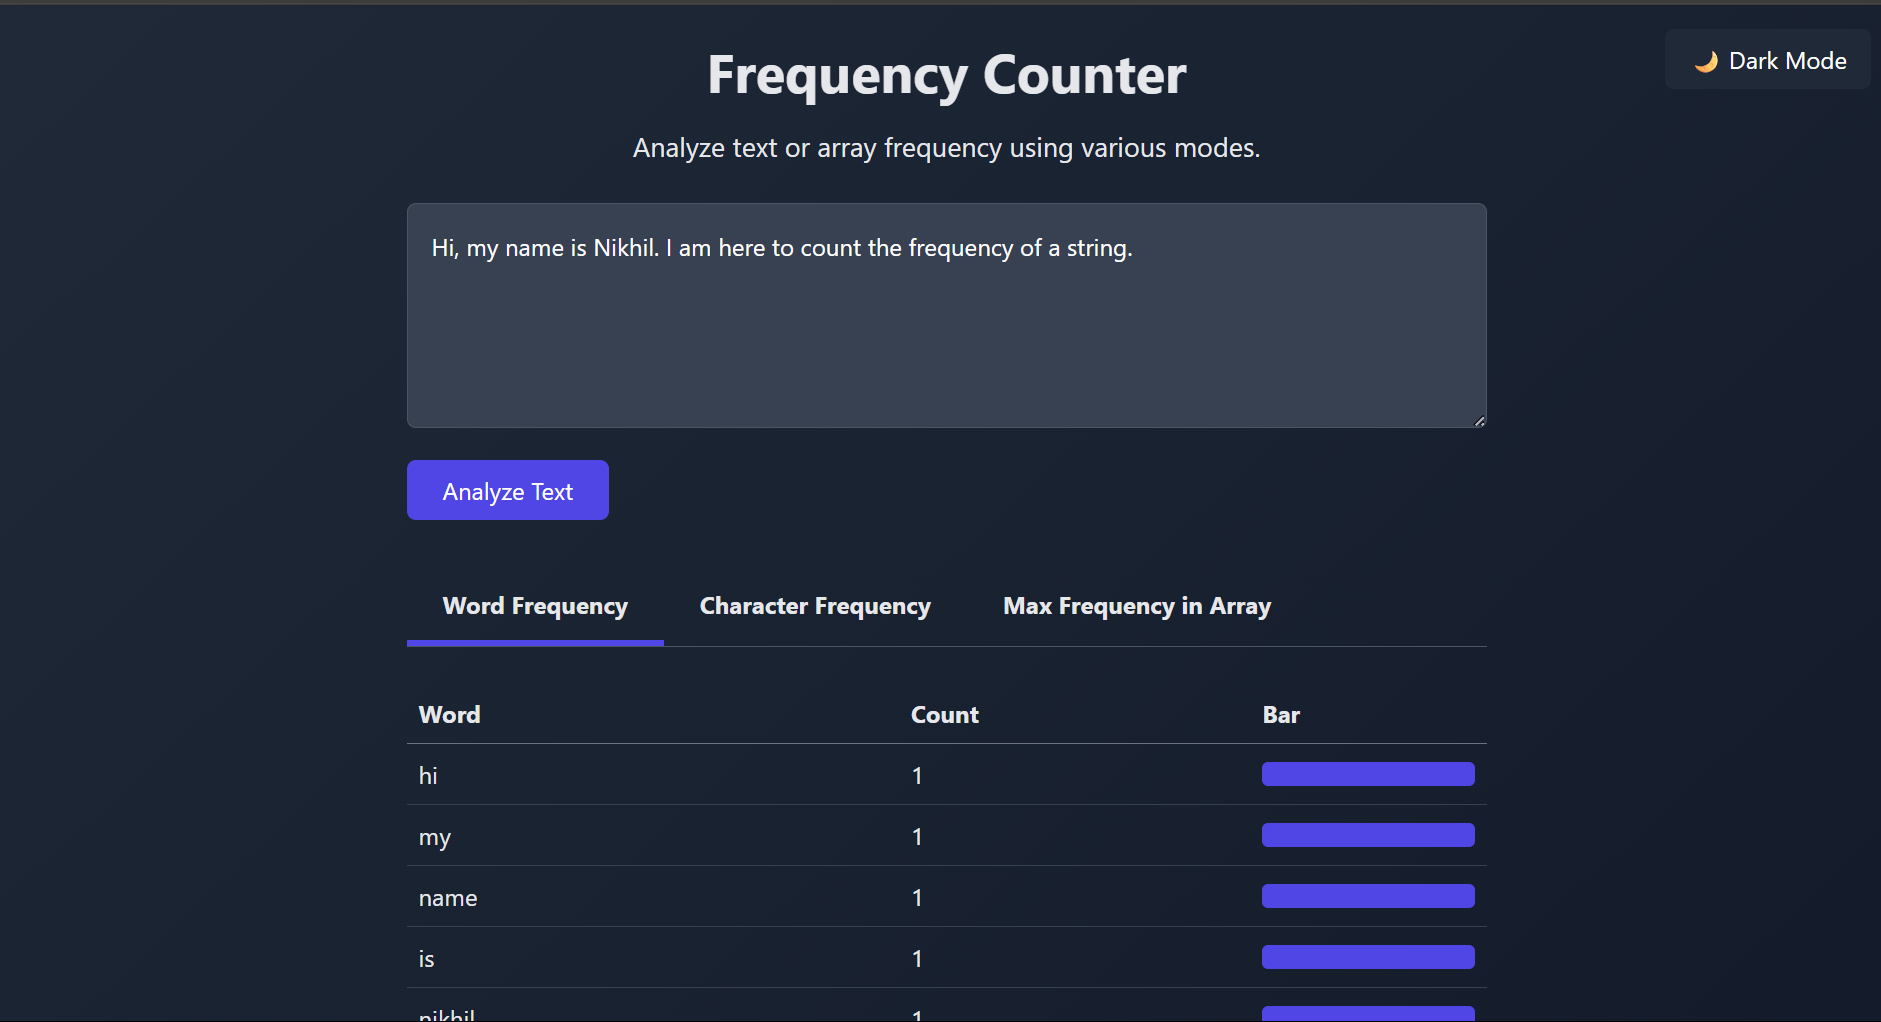 🌙 Dark Mode
Frequency Counter
Analyze text or array frequency using various modes.
Hi, my name is Nikhil. I am here to count the frequency of a string.
Analyze Text
Word Frequency Character Frequency Max Frequency in Array
Word Count Bar
hi 1
my 1
name 1
is 1
nikhil 1